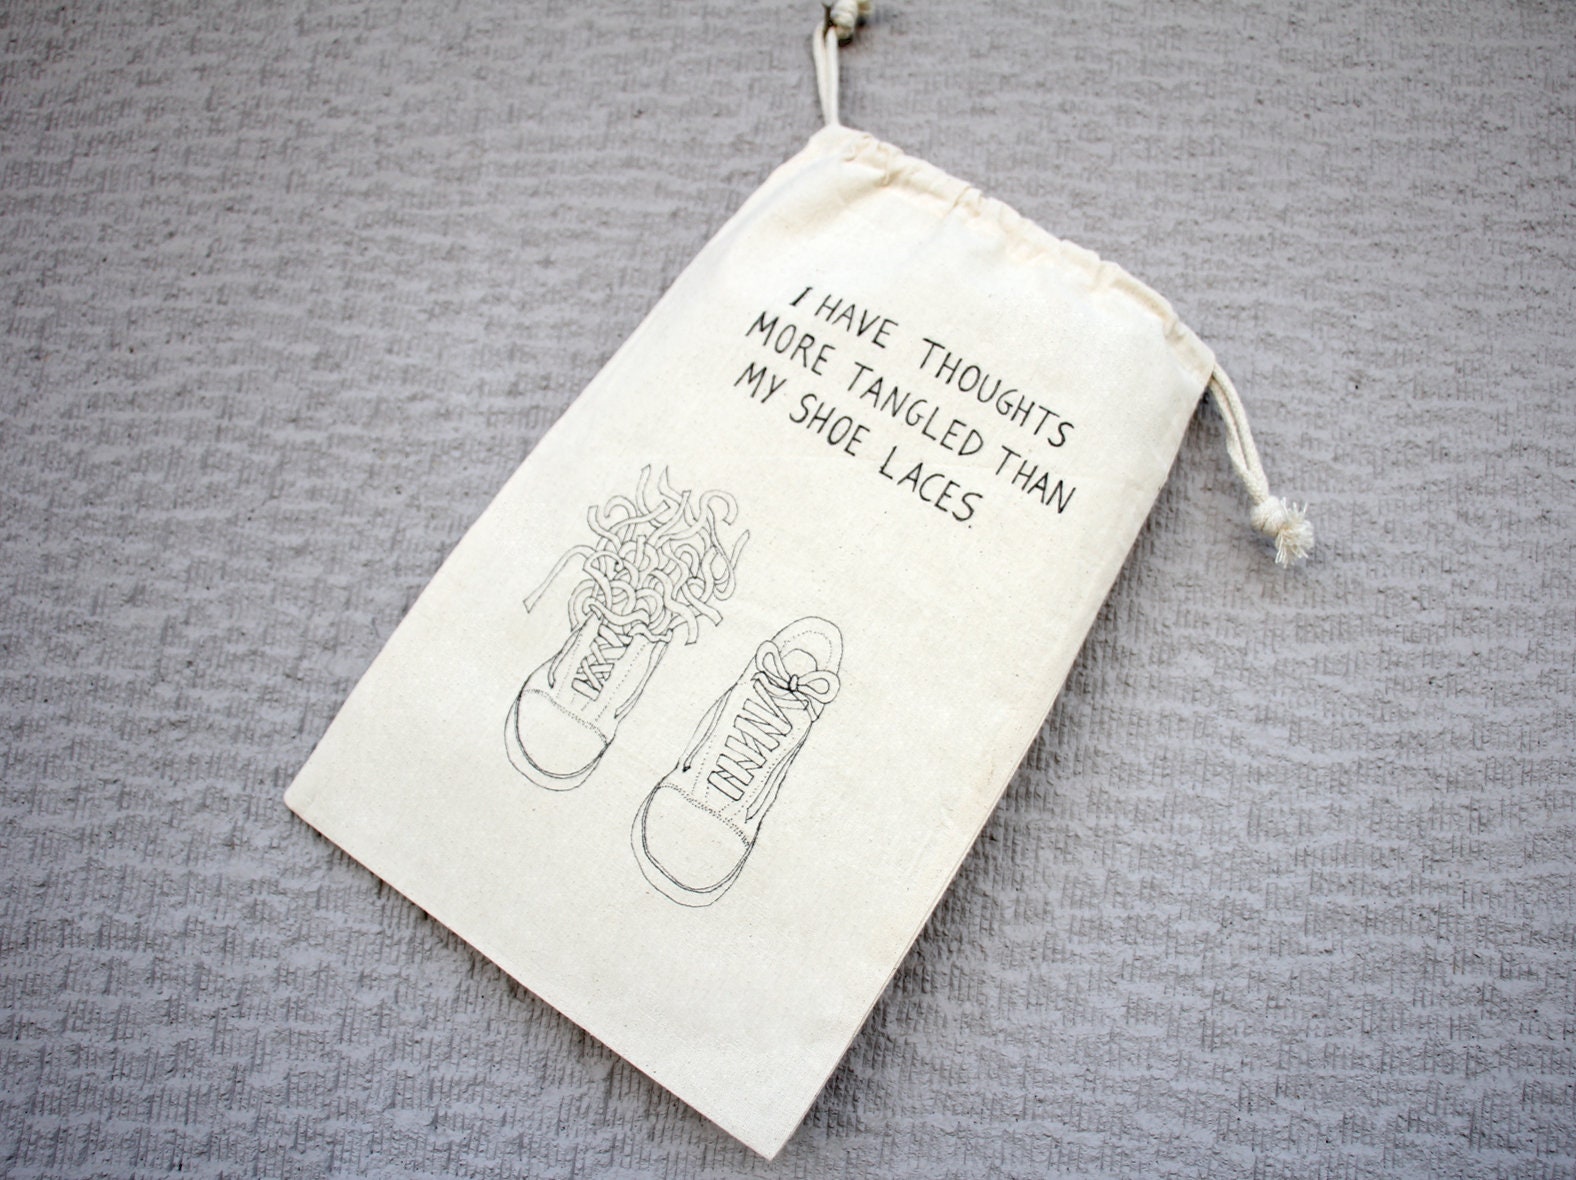 I HAVE THOUGHTS
MORE TANGLED THAN
MY SHOE LACES.